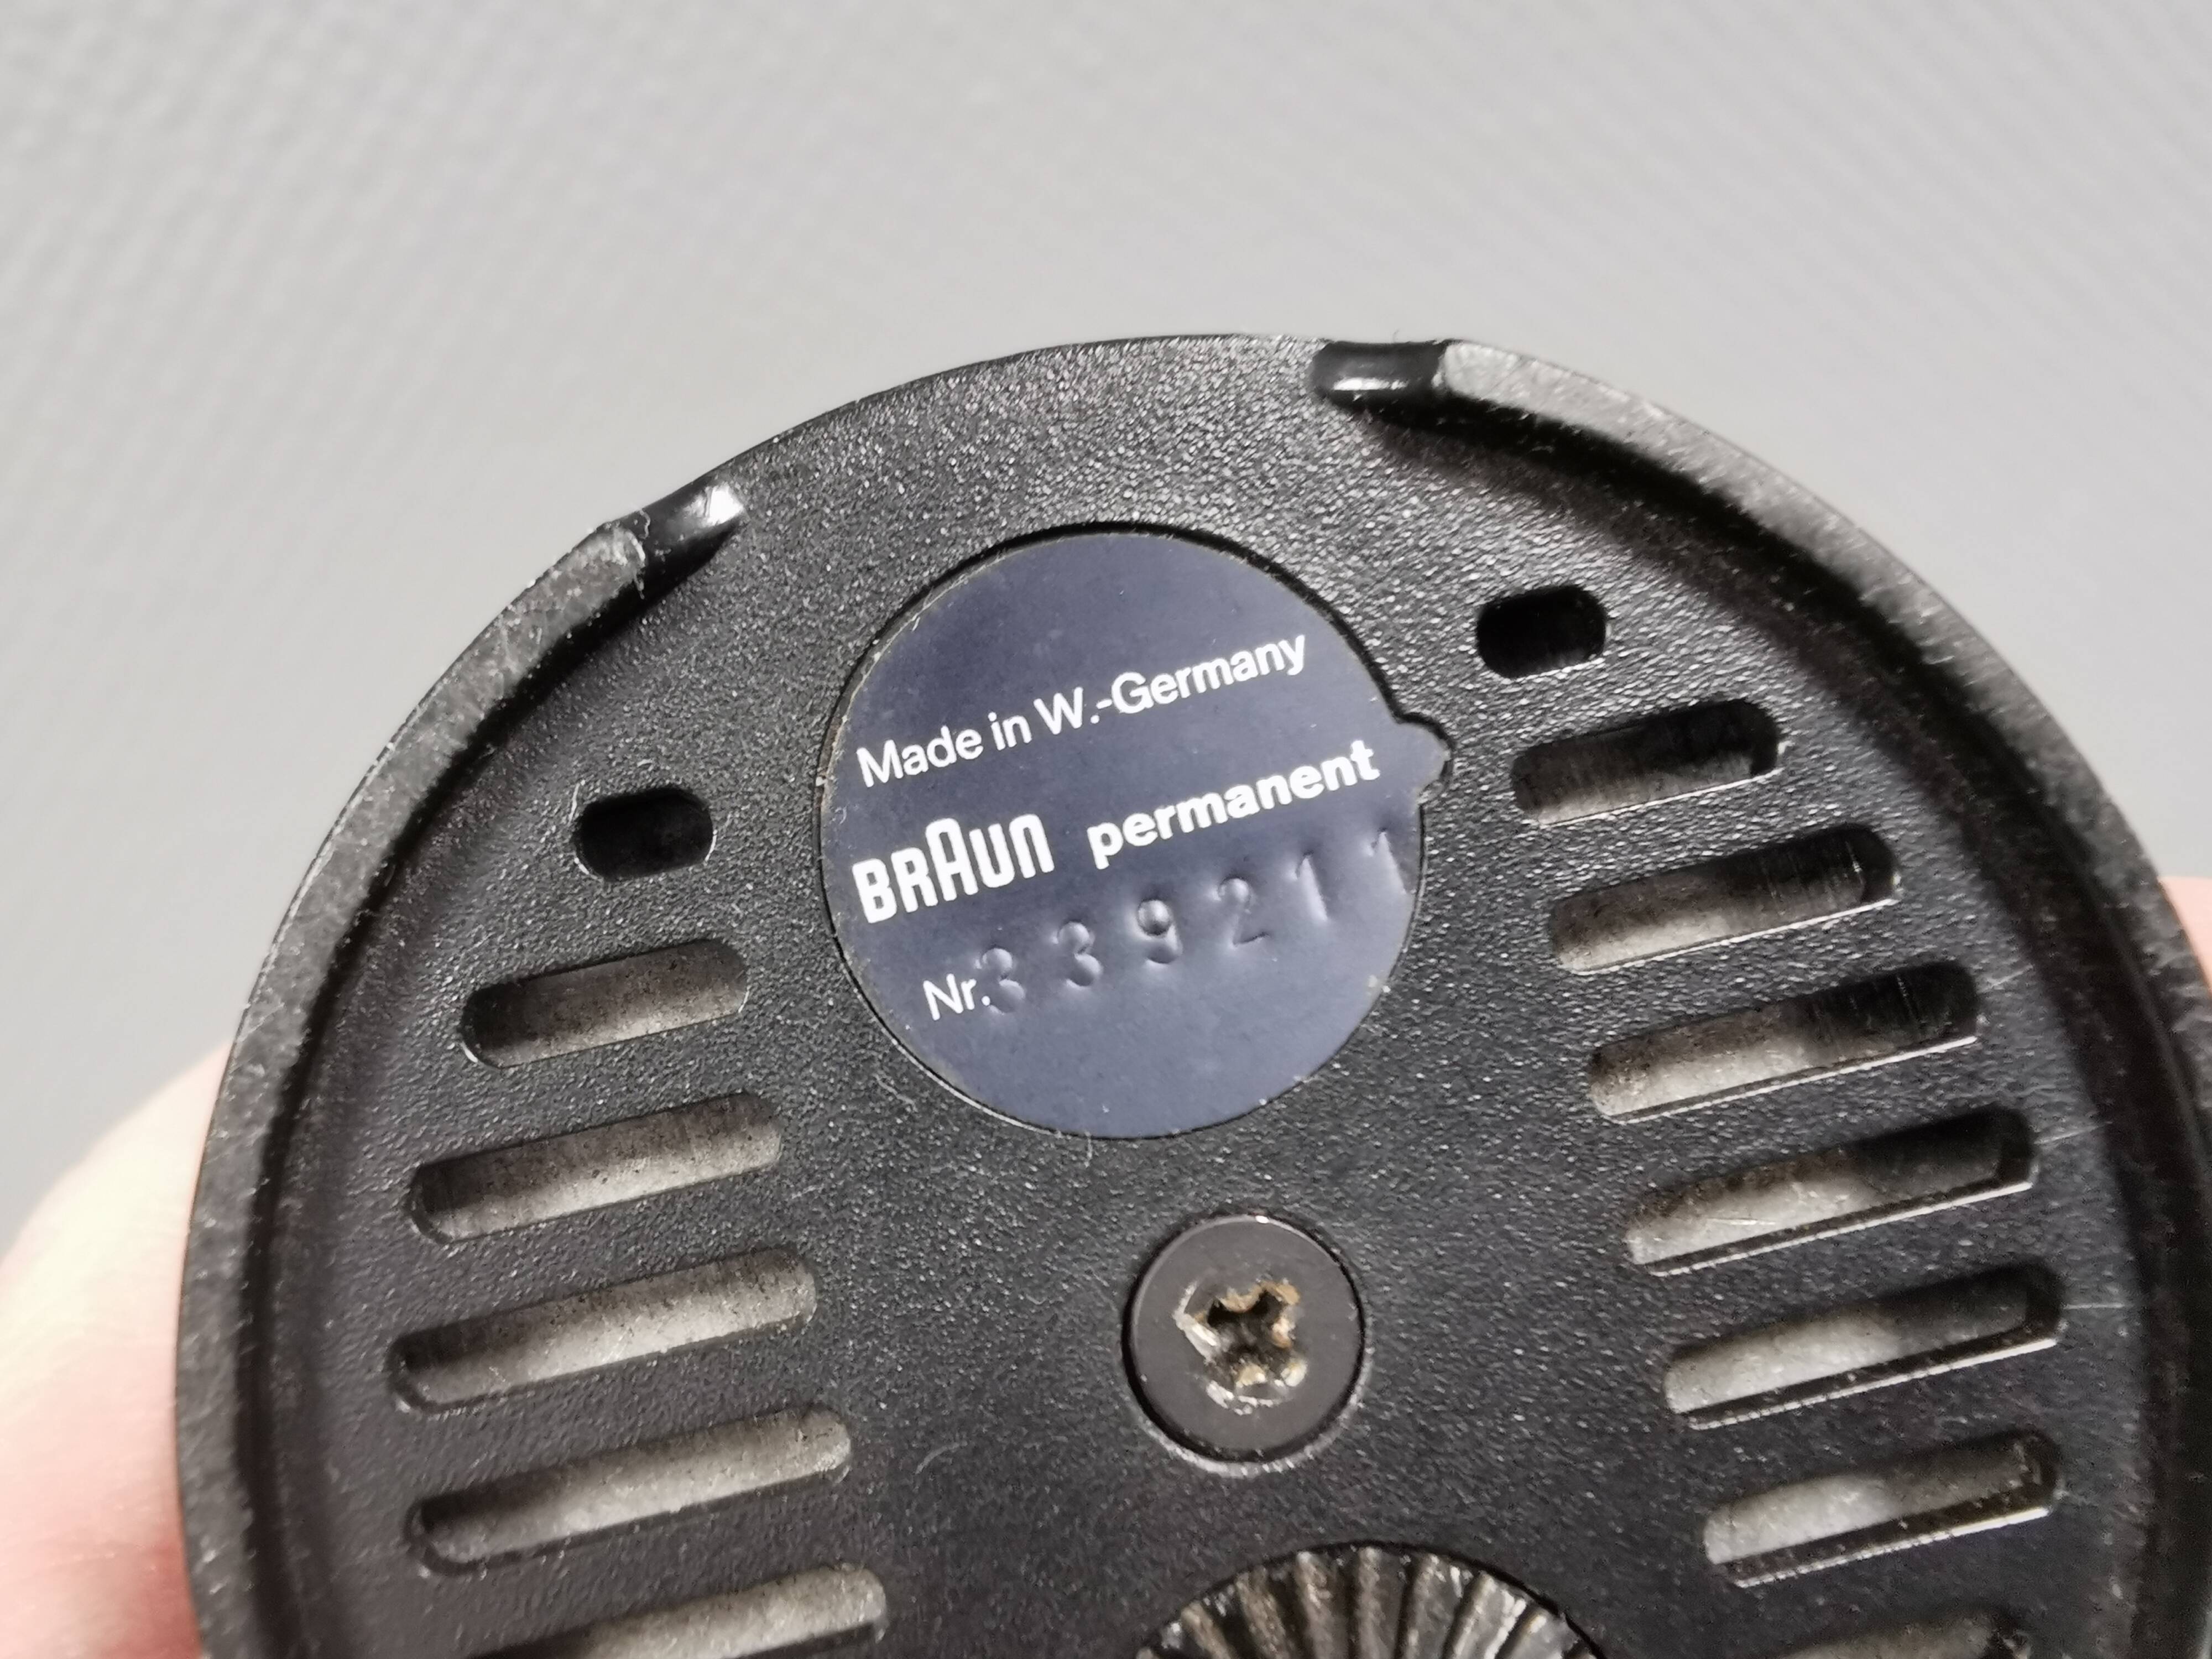 Made in W.-Germany
BRAUN permanent
Nr. 339211